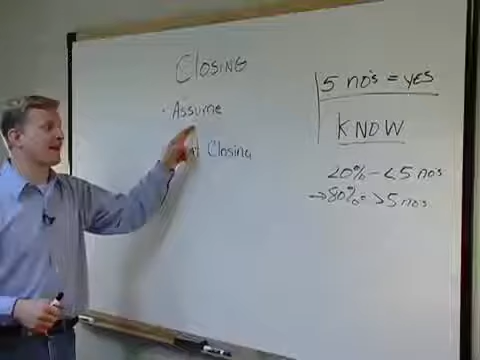 Closing
· Assume
Closing
5 no's = yes
KNOW
20% - <5 no's
→ 80% = >5 no's